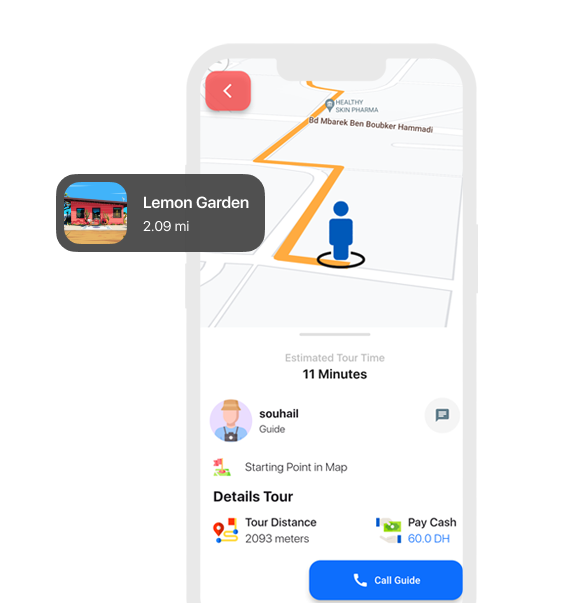 HEALTHY
SKIN PHARMA
Bd Mbarek Ben Boubker Hammadi
Lemon Garden
2.09 mi
Estimated Tour Time
11 Minutes
souhail
Guide
Starting Point in Map
Details Tour
Tour Distance
2093 meters
Pay Cash
60.0 DH
Call Guide